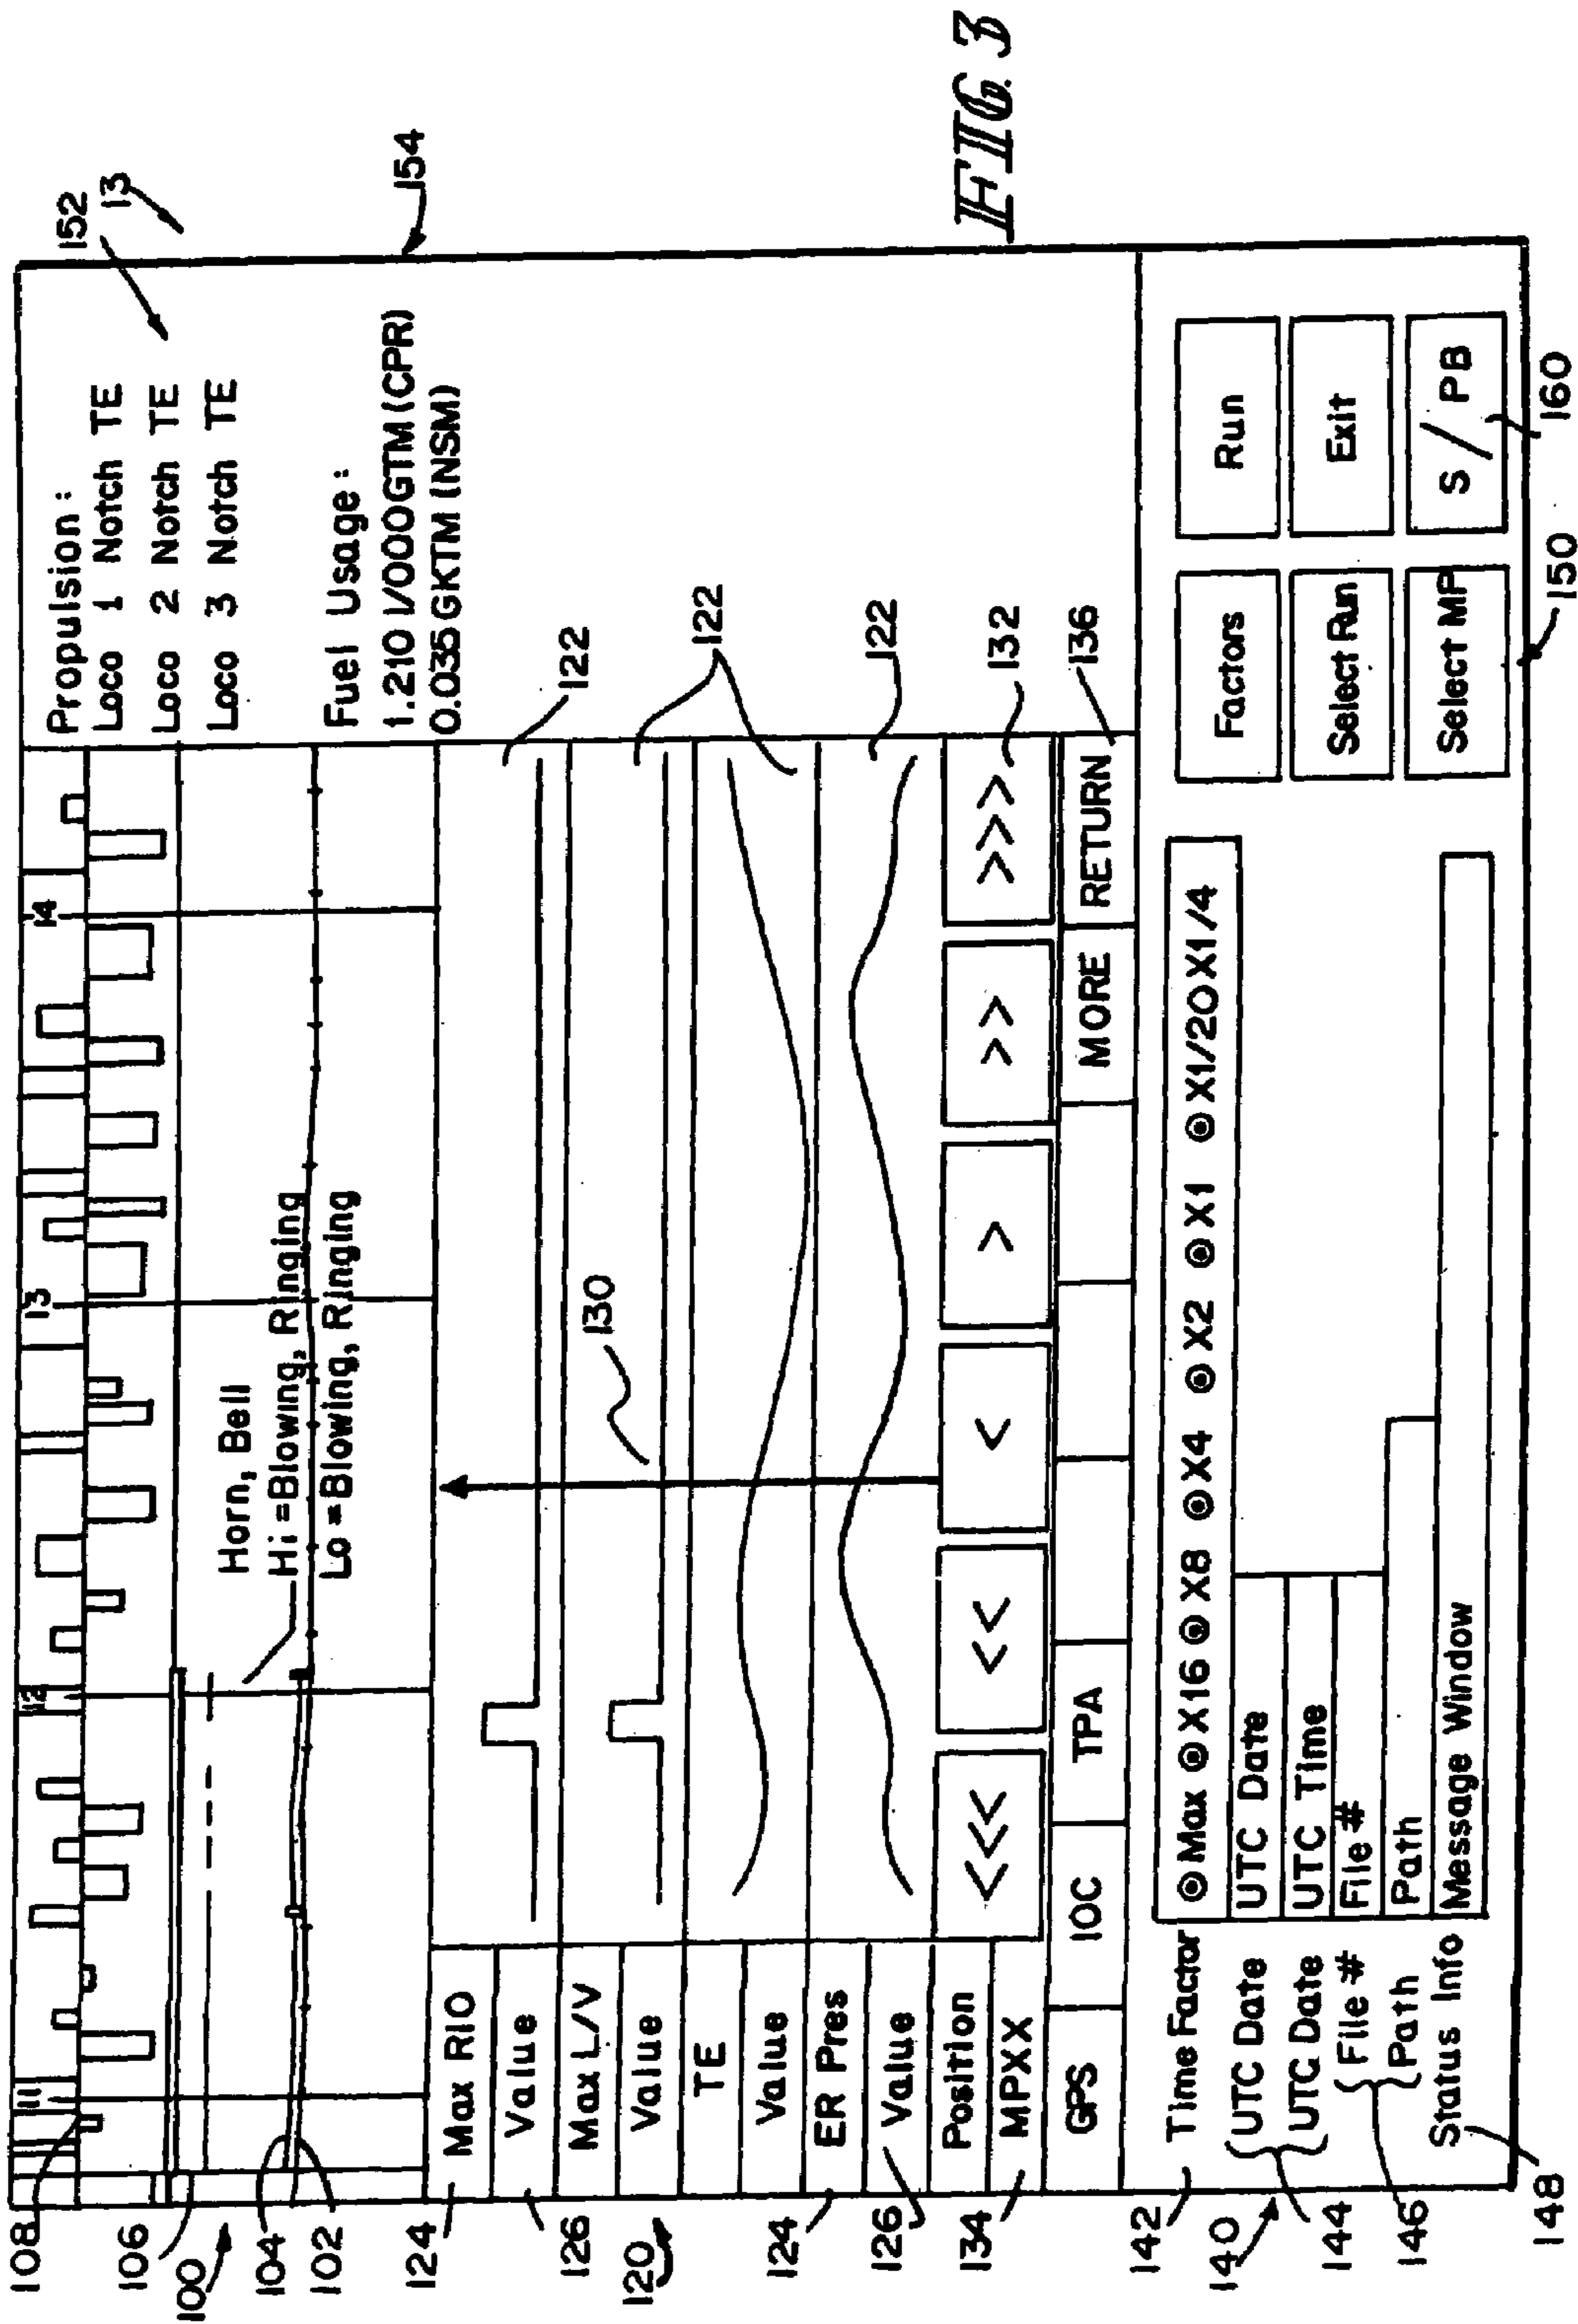 FIG. 3
108
106
100
104
102
11
12
13
14
Horn, Bell
Hi = Blowing, Ringing
Lo = Blowing, Ringing
Propulsion:
Loco 1 Notch TE
Loco 2 Notch TE
Loco 3 Notch TE
152
13
Fuel Usage:
1.210 1/000GTM (CPR)
0.035 GKTM (NSM)
154
124
Max RIO
122
126
Value
120
Max L/V
130
122
Value
TE
Value
124
ER Pres
122
126
Value
Position
<<<
<<
<
>
>>
>>>
132
134
MPXX
GPS
IOC
TPA
MORE
RETURN
136
142
Time Factor
Max X16 X8 X4 X2 X1 X1/20 X1/4
140
144
UTC Date
UTC Date
UTC Date
UTC Time
146
File #
File #
Path
Path
148
Status Info
Message Window
Factors
Run
Select Run
Exit
Select MP
S / PB
150
160